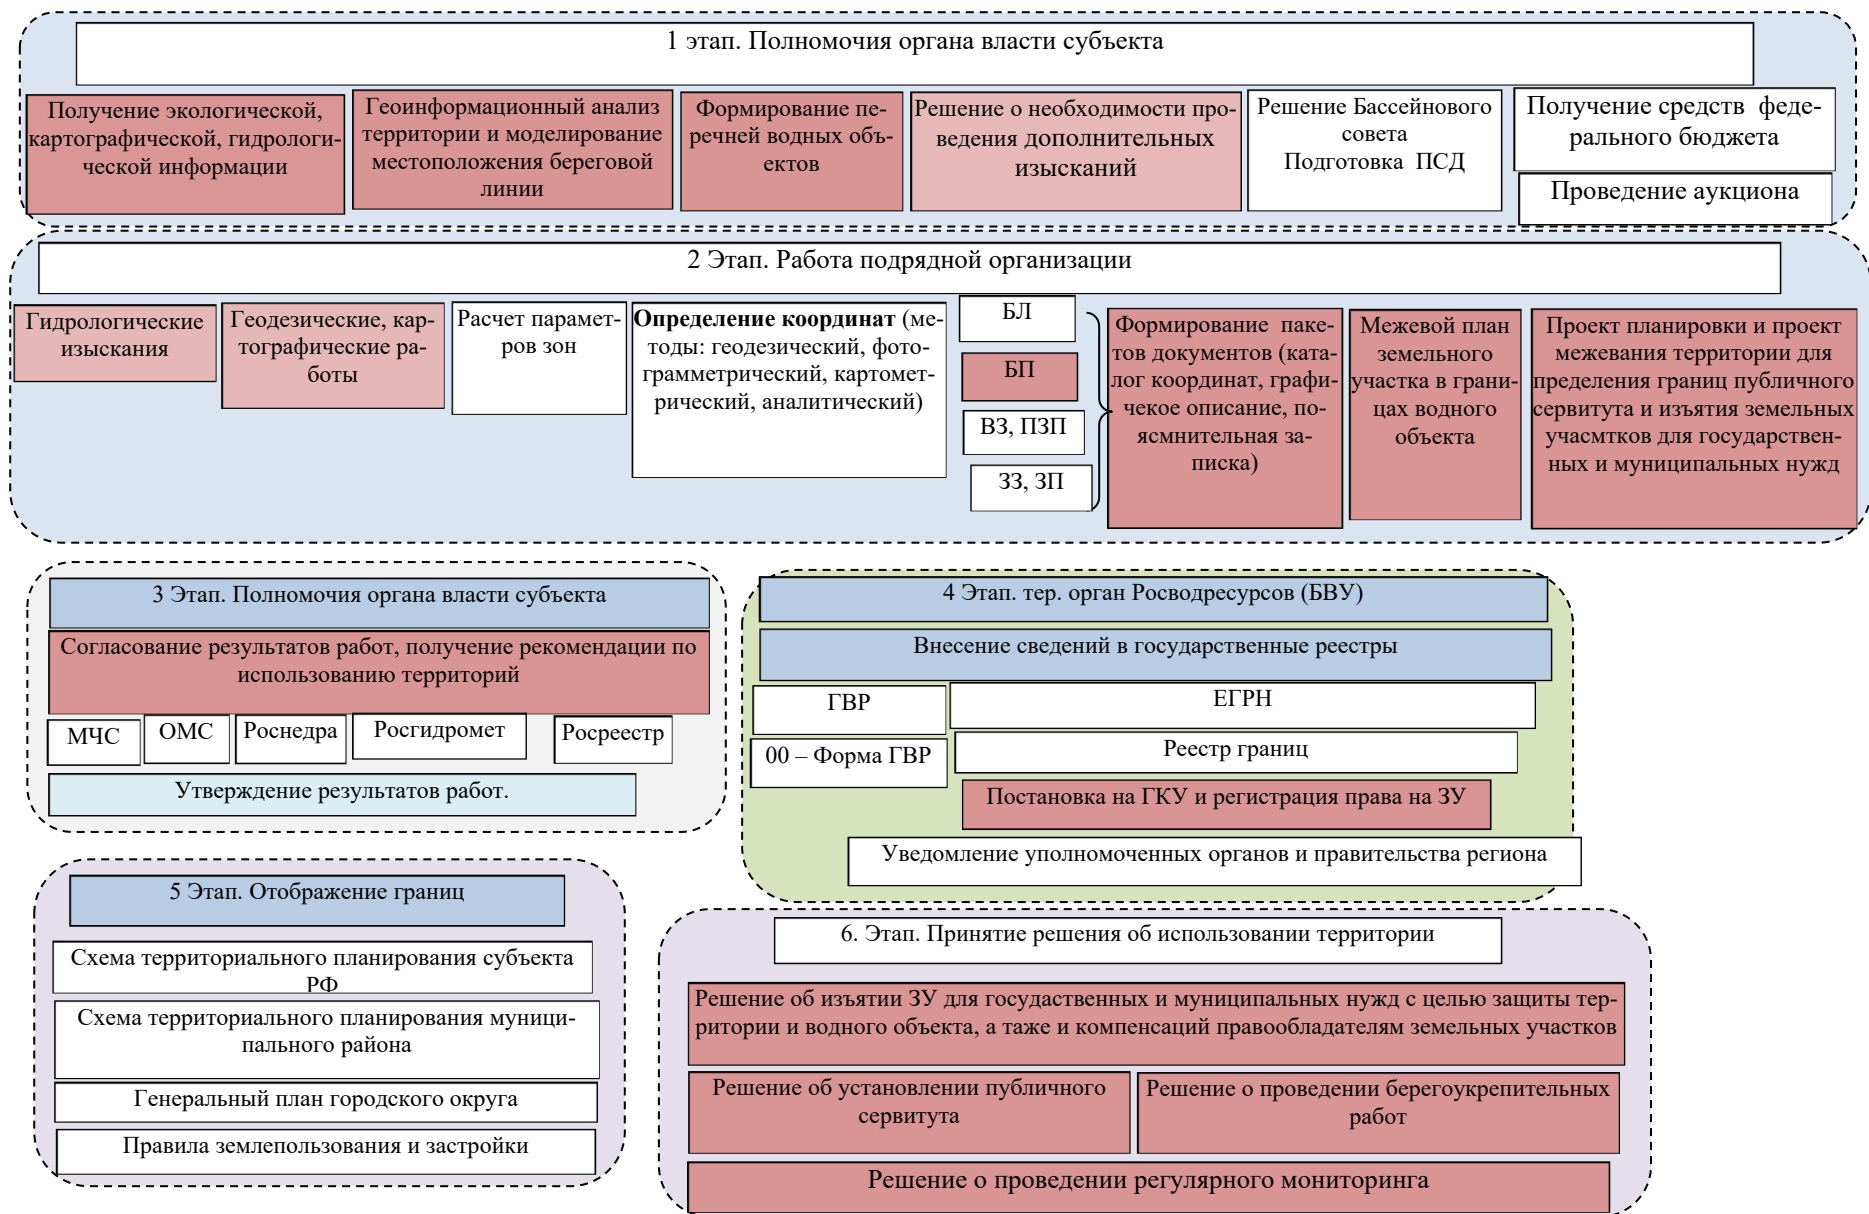 1 этап. Полномочия органа власти субъекта
Получение экологической,
картографической, гидрологи-
ческой информации
Геоинформационный анализ
территории и моделирование
местоположения береговой
линии
Формирование пе-
речней водных объ-
ектов
Решение о необходимости про-
ведения дополнительных
изысканий
Решение Бассейнового
совета
Подготовка ПСД
Получение средств феде-
рального бюджета
Проведение аукциона
2 Этап. Работа подрядной организации
Гидрологические
изыскания
Геодезические, кар-
тографические ра-
боты
Расчет парамет-
ров зон
Определение координат (ме-
тоды: геодезический, фото-
грамметрический, картомет-
рический, аналитический)
БЛ
БП
ВЗ, ПЗП
ЗЗ, ЗП
Формирование паке-
тов документов (ката-
лог координат, графи-
чекое описание, по-
ясмнительная за-
писка)
Межевой план
земельного
участка в грани-
цах водного
объекта
Проект планировки и проект
межевания территории для
пределения границ публичного
сервитута и изъятия земельных
учасмтков для государствен-
ных и муниципальных нужд
3 Этап. Полномочия органа власти субъекта
Согласование результатов работ, получение рекомендации по
использованию территорий
МЧС
ОМС
Роснедра
Росгидромет
Росреестр
Утверждение результатов работ.
4 Этап. тер. орган Росводресурсов (БВУ)
Внесение сведений в государственные реестры
ГВР
ЕГРН
00 – Форма ГВР
Реестр границ
Постановка на ГКУ и регистрация права на ЗУ
Уведомление уполномоченных органов и правительства региона
5 Этап. Отображение границ
Схема территориального планирования субъекта
РФ
Схема территориального планирования муници-
пального района
Генеральный план городского округа
Правила землепользования и застройки
6. Этап. Принятие решения об использовании территории
Решение об изъятии ЗУ для госудаственных и муниципальных нужд с целью защиты тер-
ритории и водного объекта, а таже и компенсаций правообладателям земельных участков
Решение об установлении публичного
сервитута
Решение о проведении берегоукрепительных
работ
Решение о проведении регулярного мониторинга